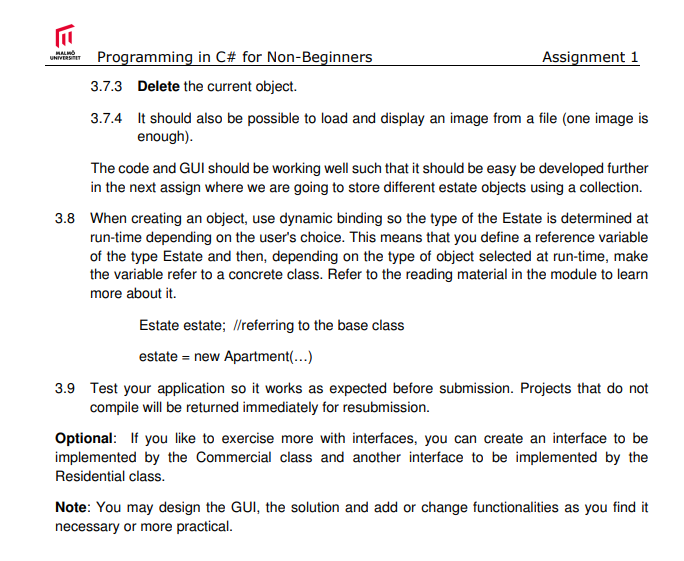 MALMÖ
UNIVERSITET
Programming in C# for Non-Beginners Assignment 1
3.7.3 Delete the current object.
3.7.4 It should also be possible to load and display an image from a file (one image is
enough).
The code and GUI should be working well such that it should be easy be developed further
in the next assign where we are going to store different estate objects using a collection.
3.8 When creating an object, use dynamic binding so the type of the Estate is determined at
run-time depending on the user's choice. This means that you define a reference variable
of the type Estate and then, depending on the type of object selected at run-time, make
the variable refer to a concrete class. Refer to the reading material in the module to learn
more about it.
Estate estate; //referring to the base class
estate = new Apartment(…)
3.9 Test your application so it works as expected before submission. Projects that do not
compile will be returned immediately for resubmission.
Optional: If you like to exercise more with interfaces, you can create an interface to be
implemented by the Commercial class and another interface to be implemented by the
Residential class.
Note: You may design the GUI, the solution and add or change functionalities as you find it
necessary or more practical.